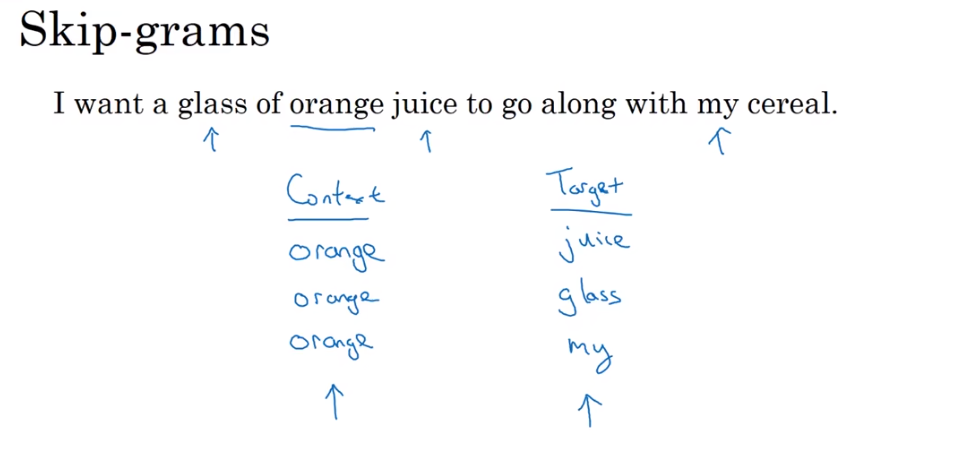 Skip-grams
I want a glass of orange juice to go along with my cereal.
Context Target
orange juice
orange glass
orange my